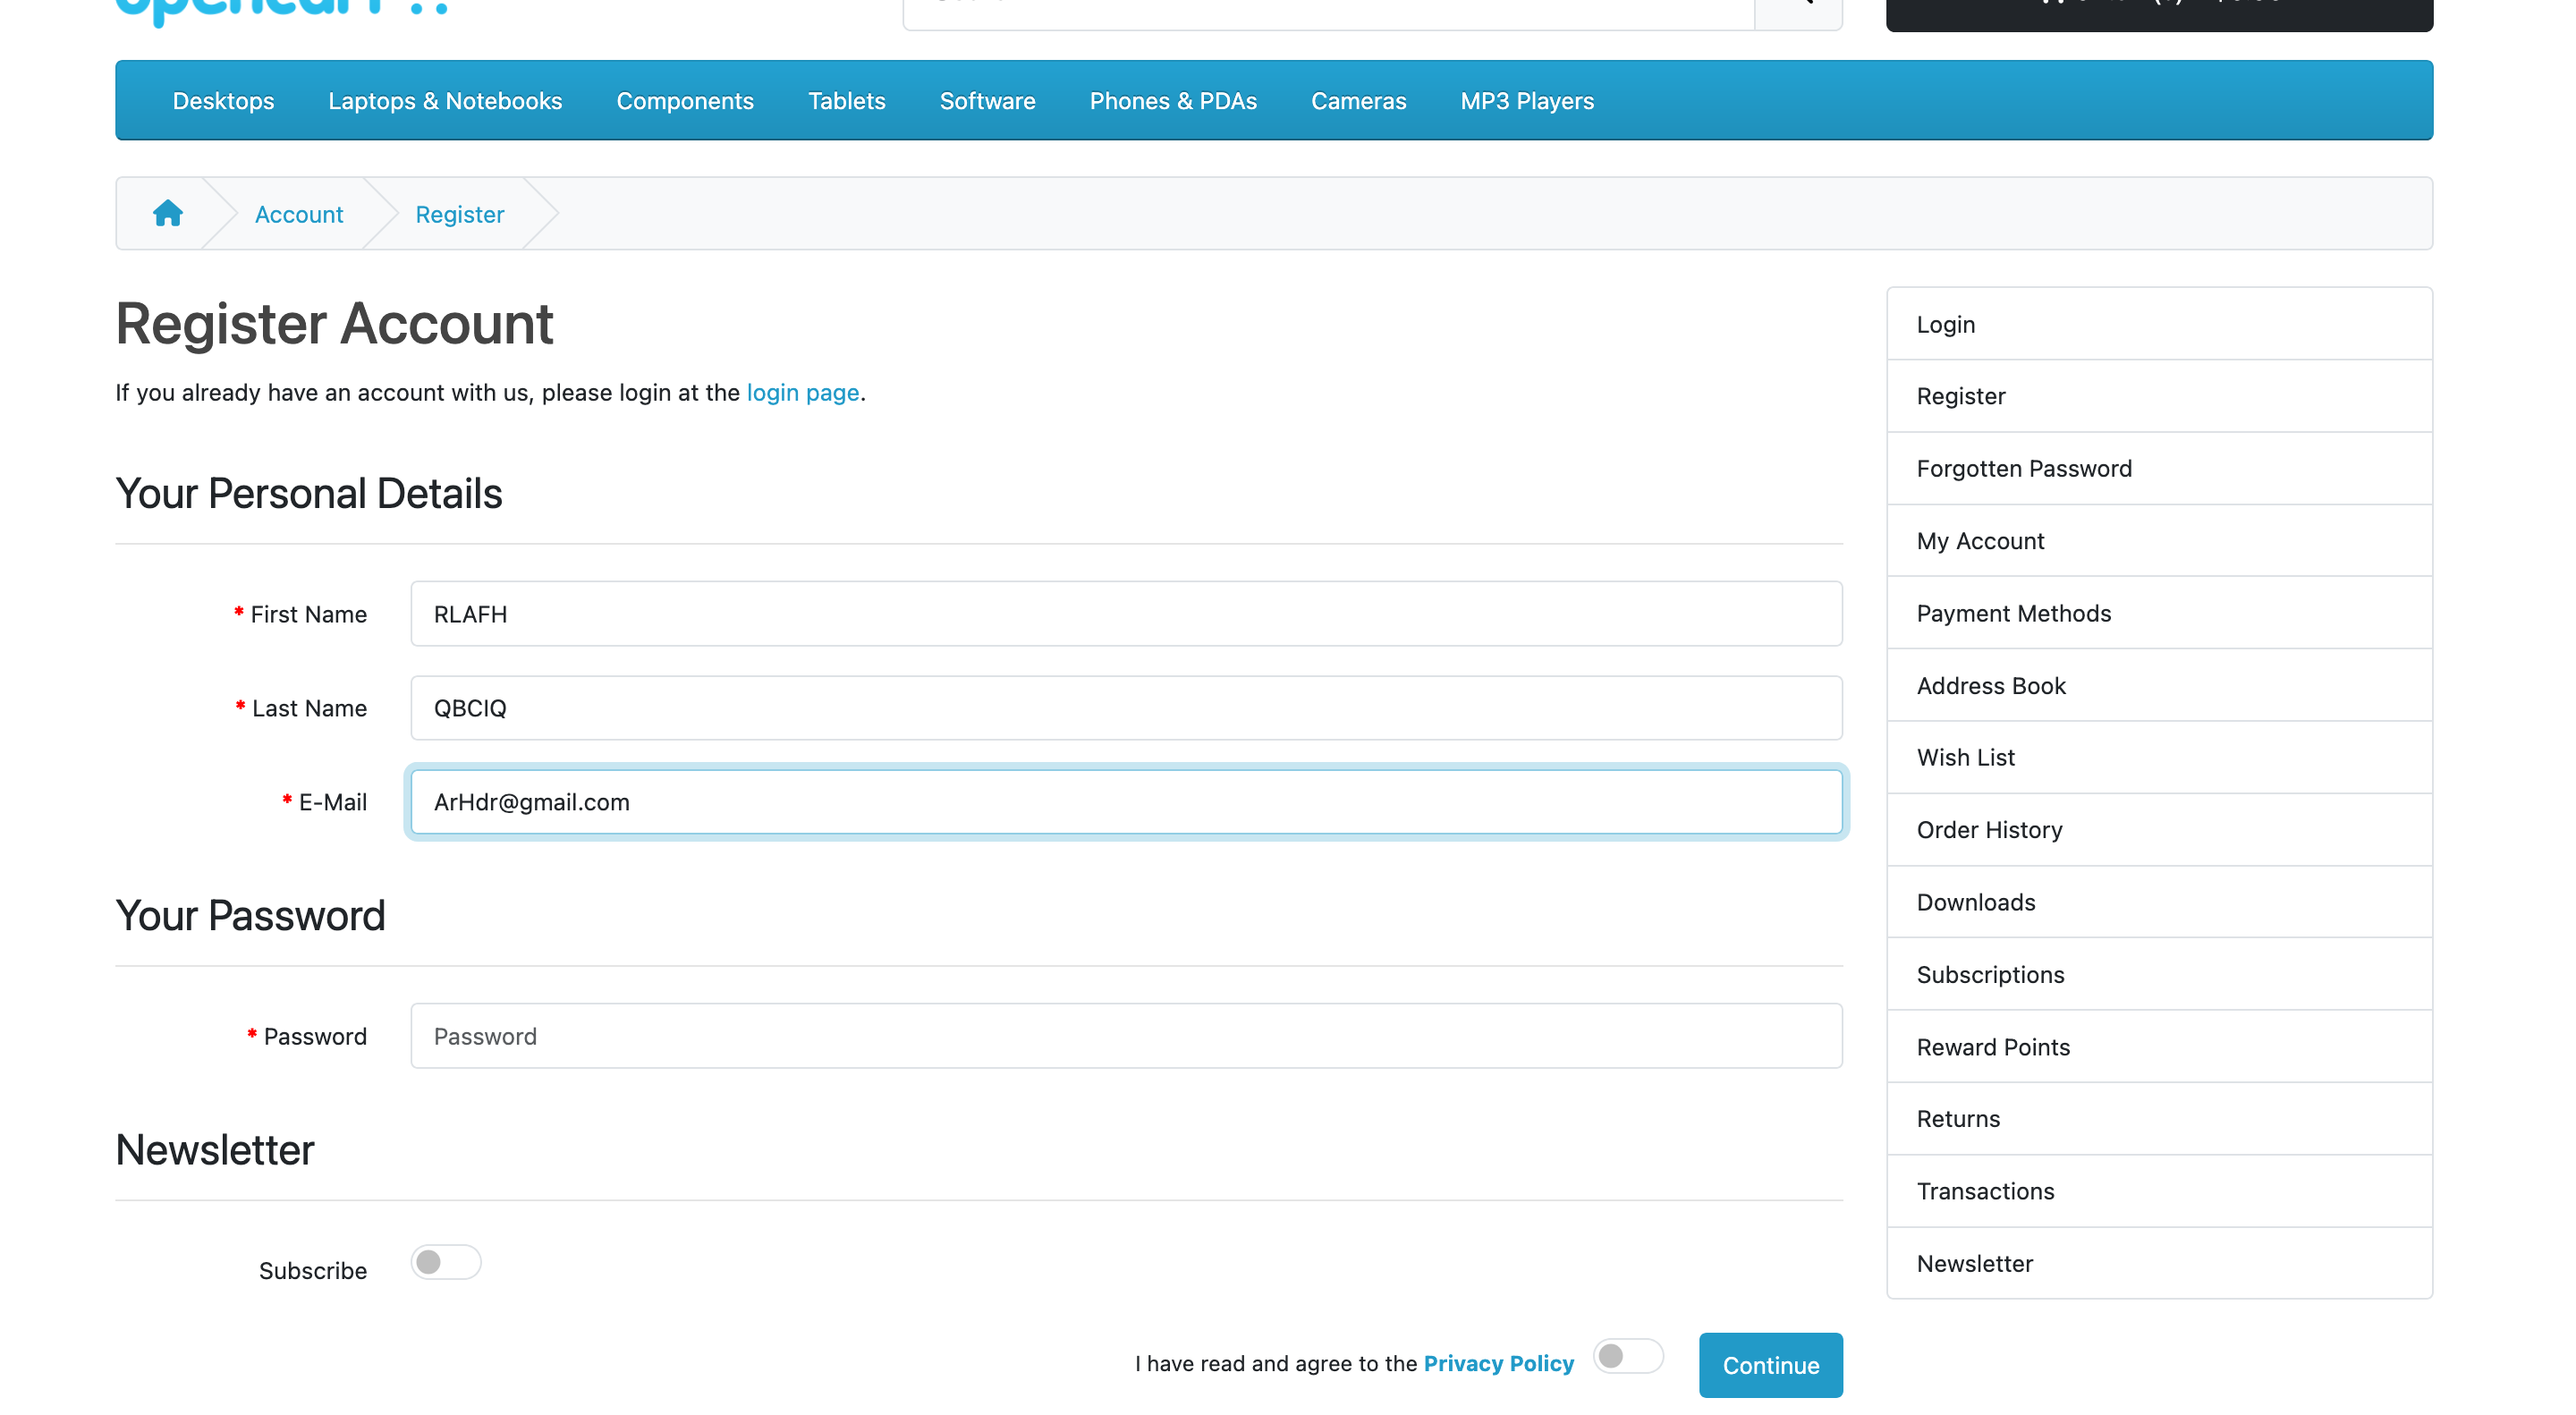 Desktops Laptops & Notebooks Components Tablets Software Phones & PDAs Cameras MP3 Players
Account Register
Register Account
If you already have an account with us, please login at the login page.
Your Personal Details
* First Name RLAFH
* Last Name QBCIQ
* E-Mail ArHdr@gmail.com
Your Password
* Password Password
Newsletter
Subscribe
I have read and agree to the Privacy Policy Continue
Login
Register
Forgotten Password
My Account
Payment Methods
Address Book
Wish List
Order History
Downloads
Subscriptions
Reward Points
Returns
Transactions
Newsletter